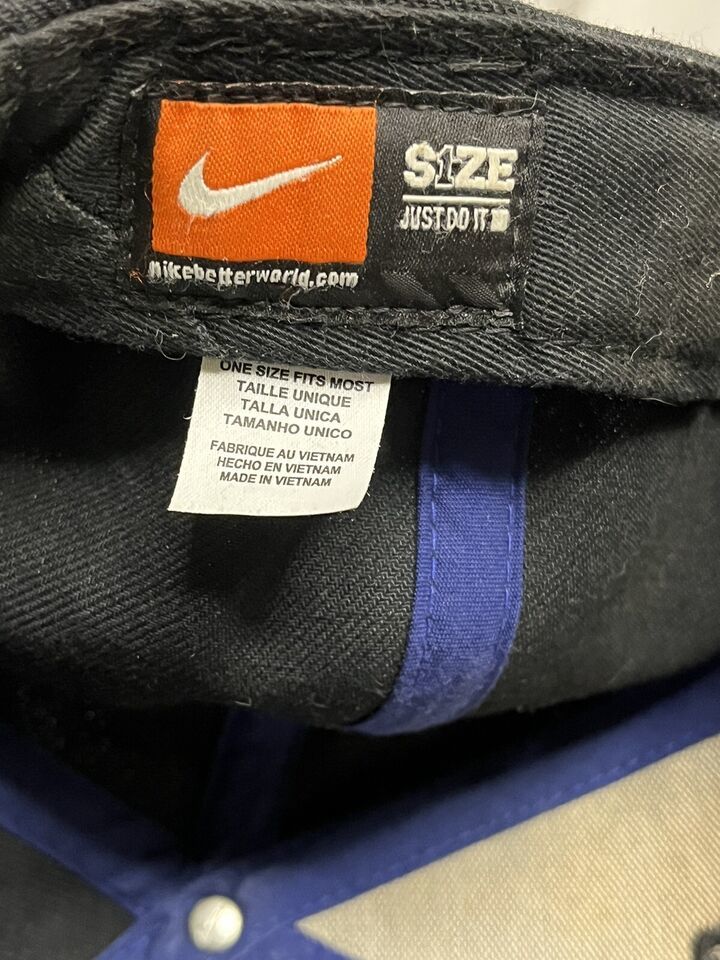 S1ZE
JUST DO IT
nikebetterworld.com
ONE SIZE FITS MOST
TAILLE UNIQUE
TALLA UNICA
TAMANHO UNICO
FABRIQUE AU VIETNAM
HECHO EN VIETNAM
MADE IN VIETNAM